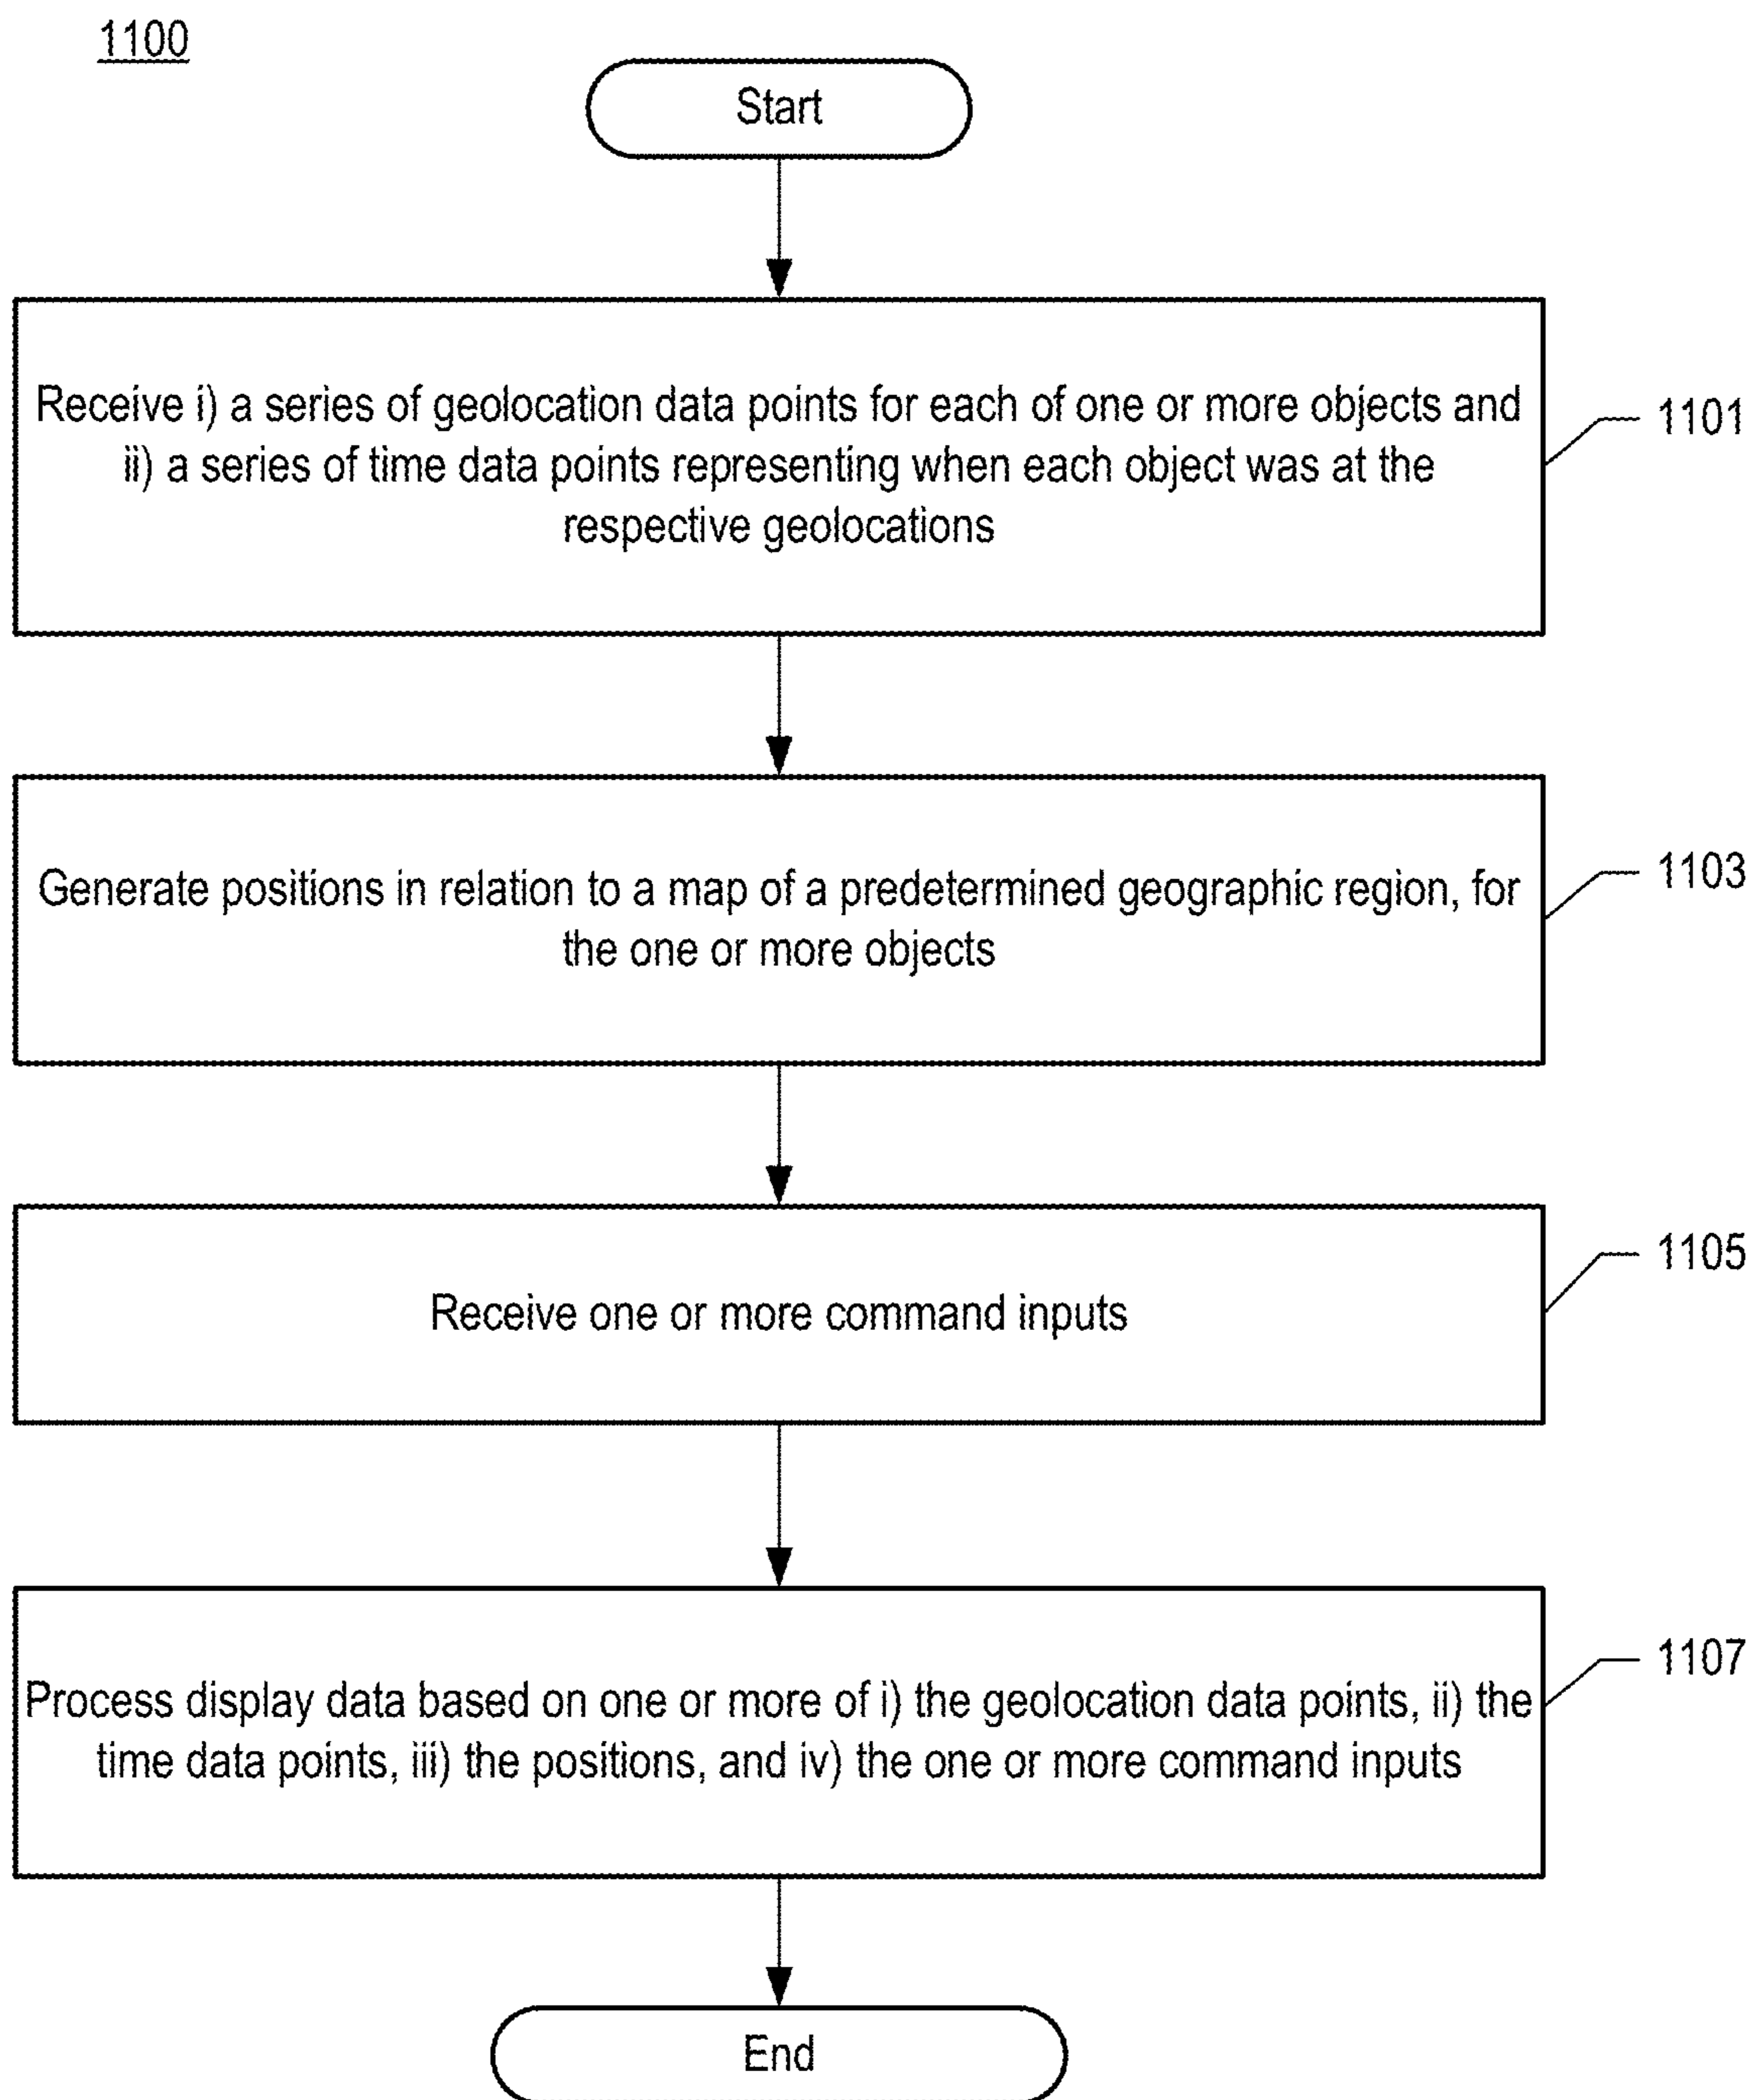 1100
Start
Receive i) a series of geolocation data points for each of one or more objects and
ii) a series of time data points representing when each object was at the
respective geolocations
1101
Generate positions in relation to a map of a predetermined geographic region, for
the one or more objects
1103
Receive one or more command inputs
1105
Process display data based on one or more of i) the geolocation data points, ii) the
time data points, iii) the positions, and iv) the one or more command inputs
1107
End